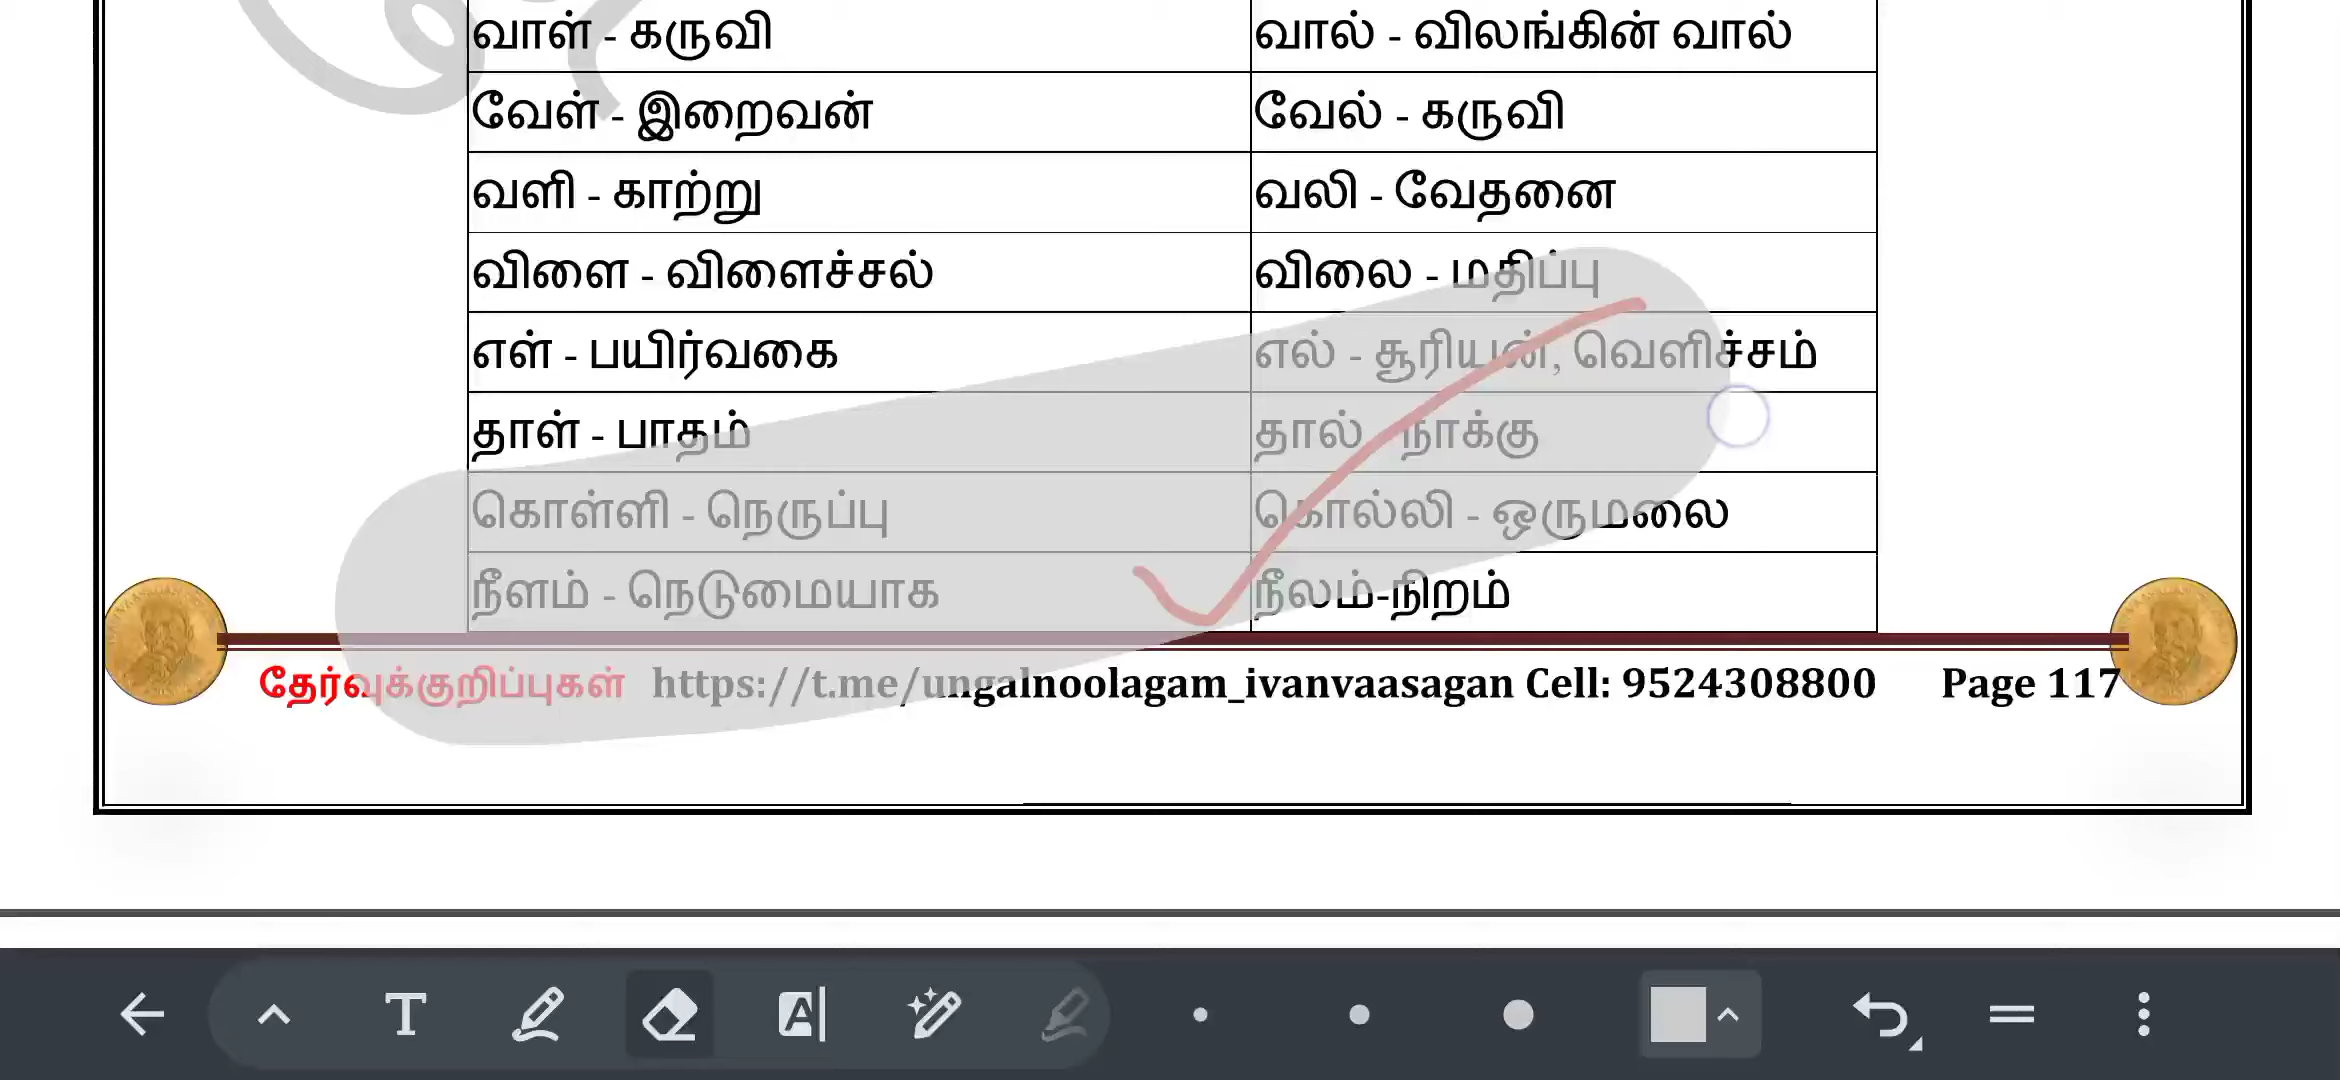 வாள் - கருவி வால் - விலங்கின் வால்
வேள் - இறைவன் வேல் - கருவி
வளி - காற்று வலி - வேதனை
விளை - விளைச்சல் விலை - மதிப்பு
எள் - பயிர்வகை எல் - சூரியன், வெளிச்சம்
தாள் - பாதம் தால் - நாக்கு
கொள்ளி - நெருப்பு கொல்லி - ஒருமலை
நீளம் - நெடுமையாக நீலம்-நிறம்
தேர்வுக்குறிப்புகள் https://t.me/ungalnoolagam_ivanvaasagan Cell: 9524308800 Page 117